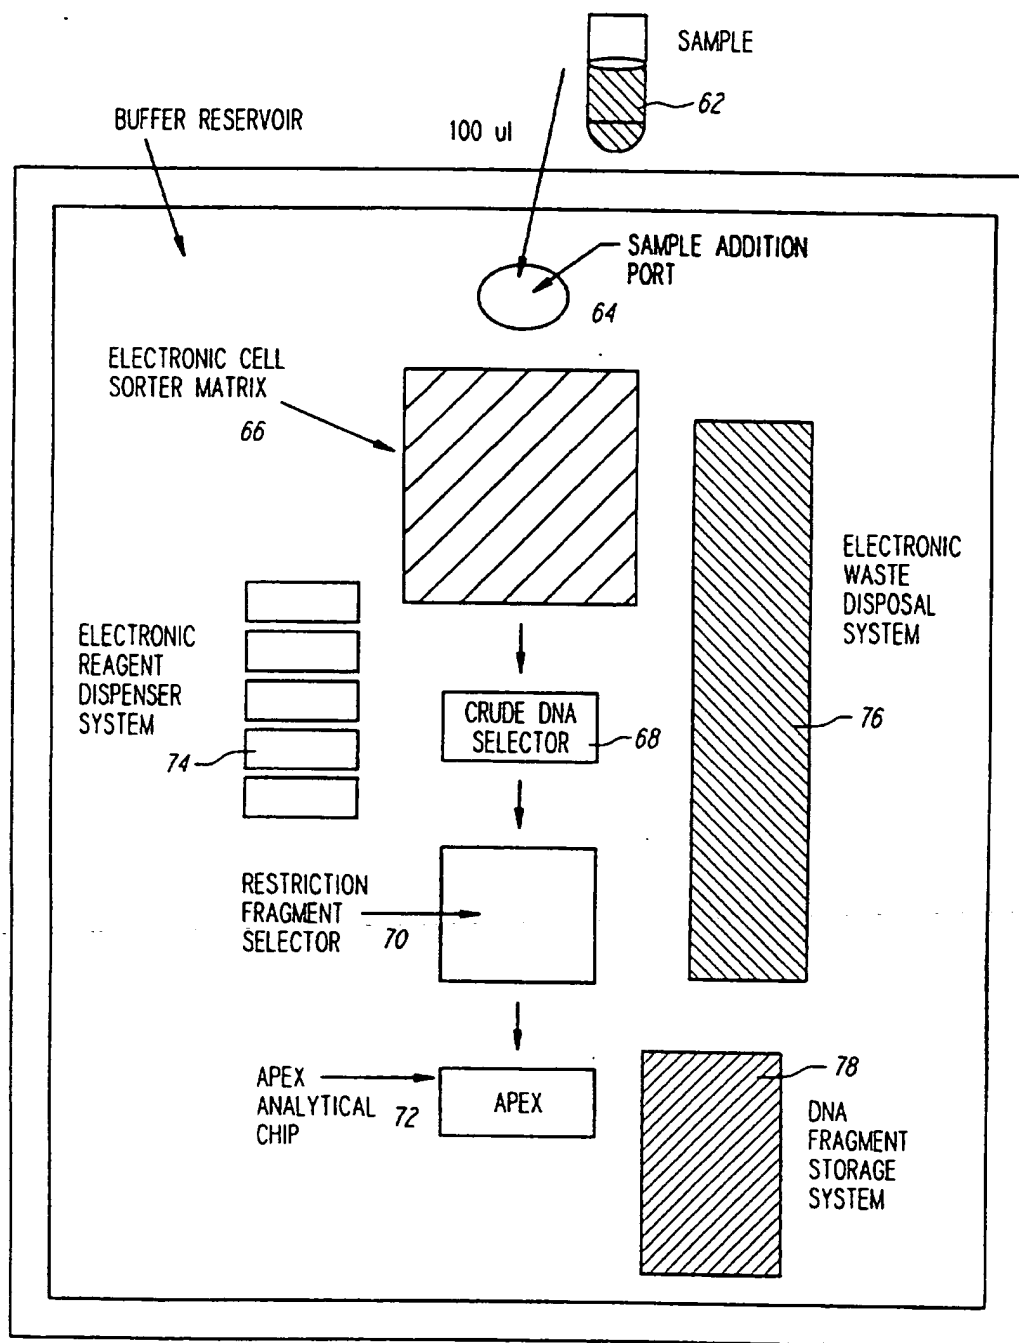 SAMPLE
62
BUFFER RESERVOIR
100 ul
SAMPLE ADDITION
PORT
64
ELECTRONIC CELL
SORTER MATRIX
66
ELECTRONIC
WASTE
DISPOSAL
SYSTEM
76
ELECTRONIC
REAGENT
DISPENSER
SYSTEM
74
CRUDE DNA
SELECTOR
68
RESTRICTION
FRAGMENT
SELECTOR
70
APEX
ANALYTICAL
CHIP
72
APEX
78
DNA
FRAGMENT
STORAGE
SYSTEM